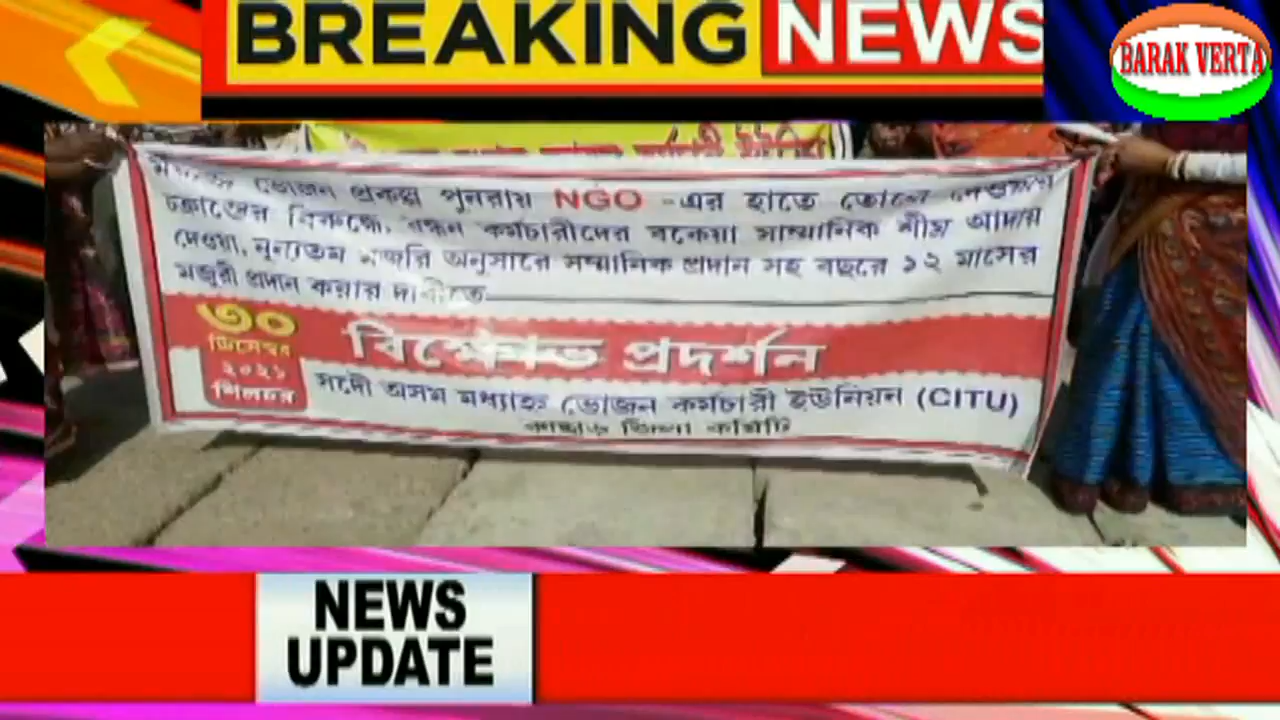 BREAKING NEWS
BARAK VERTA
ভোজন প্রকল্প পুনরায় NGO -এর হাতে তোলে দেওয়ার
চক্রান্তের বিরুদ্ধে, রন্ধন কর্মচারীদের বকেয়া সাম্মানিক শীঘ্র আদায়
দেওয়া, নূন্যতম মজুরি অনুসারে সম্মানিক প্রদান সহ বছরে ১২ মাসের
মজুরী প্রদান করার দাবীতে
৩০
ডিসেম্বর
২০২১
শিলচর
বিক্ষোভ প্রদর্শন
সদৌ অসম মধ্যাহ্ন ভোজন কর্মচারী ইউনিয়ন (CITU)
কাছাড় জিলা কমিটি
NEWS
UPDATE